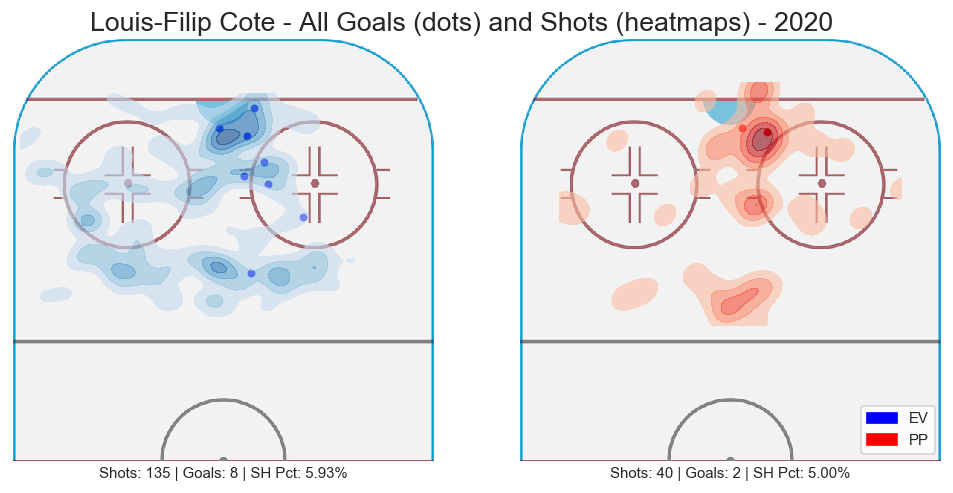 Louis-Filip Cote - All Goals (dots) and Shots (heatmaps) - 2020
EV
PP
Shots: 135 | Goals: 8 | SH Pct: 5.93%
Shots: 40 | Goals: 2 | SH Pct: 5.00%